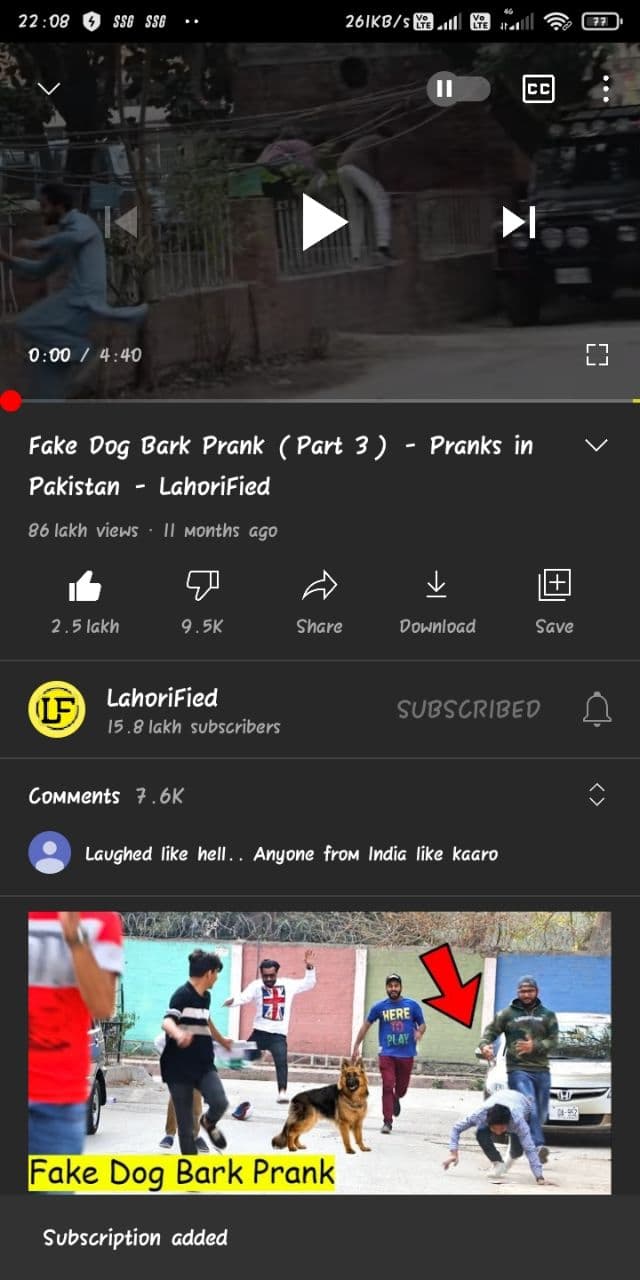 22:08 SSG SSG ·· 261KB/s Vo LTE Vo LTE 4G 77
CC
0:00 / 4:40
Fake Dog Bark Prank ( Part 3 ) - Pranks in
Pakistan - LahoriFied
86 lakh views · 11 months ago
2.5 lakh 9.5K Share Download Save
LF
LahoriFied SUBSCRIBED
15.8 lakh subscribers
Comments 7.6K
Laughed like hell.. Anyone from India like kaaro
HERE
TO
PLAY
Fake Dog Bark Prank
Subscription added